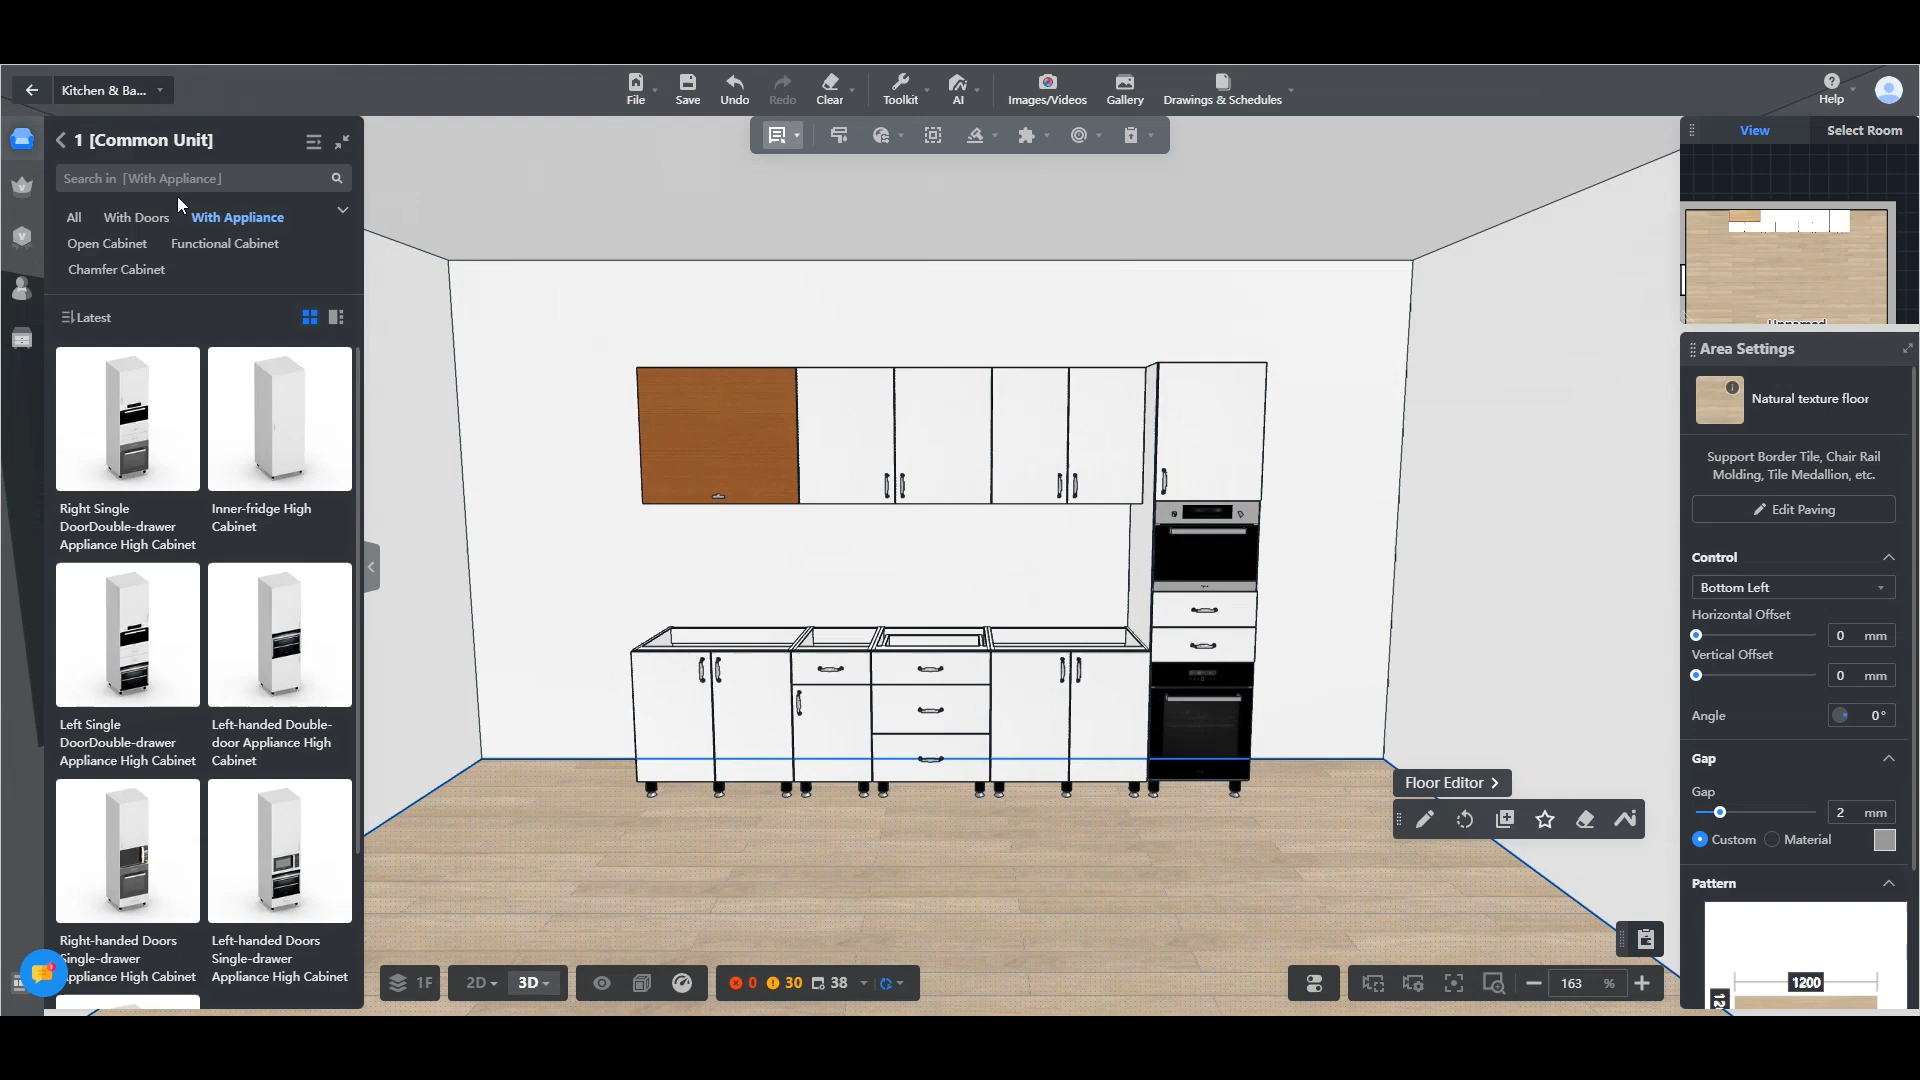 Kitchen & Ba...
File
Save
Undo
Redo
Clear
Toolkit
AI
Images/Videos
Gallery
Drawings & Schedules
Help
1 [Common Unit]
Search in [With Appliance]
All
With Doors
With Appliance
Open Cabinet
Functional Cabinet
Chamfer Cabinet
Latest
Right Single
DoorDouble-drawer
Appliance High Cabinet
Inner-fridge High
Cabinet
Left Single
DoorDouble-drawer
Appliance High Cabinet
Left-handed Double-
door Appliance High
Cabinet
Right-handed Doors
Single-drawer
Appliance High Cabinet
Left-handed Doors
Single-drawer
Appliance High Cabinet
Floor Editor
1F
2D
3D
0
30
38
163 %
View
Select Room
Unnamed
Area Settings
Natural texture floor
Support Border Tile, Chair Rail
Molding, Tile Medallion, etc.
Edit Paving
Control
Bottom Left
Horizontal Offset
0 mm
Vertical Offset
0 mm
Angle
0°
Gap
Gap
2 mm
Custom
Material
Pattern
1200